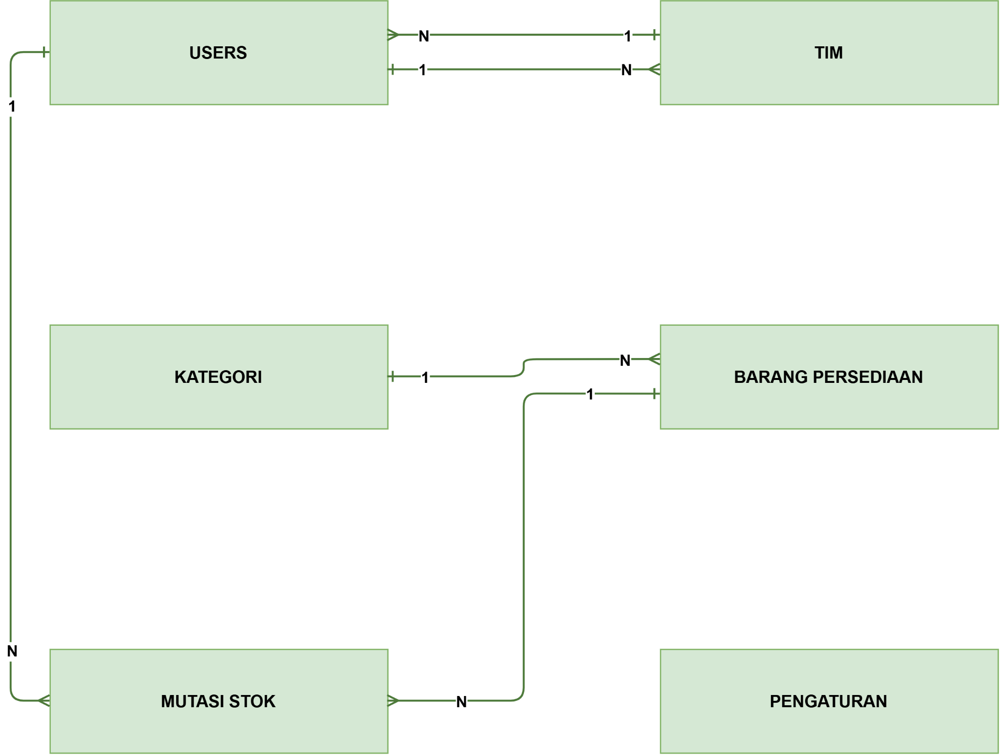 USERS
N
1
TIM
1
N
1
KATEGORI
1
N
BARANG PERSEDIAAN
1
N
MUTASI STOK
N
PENGATURAN